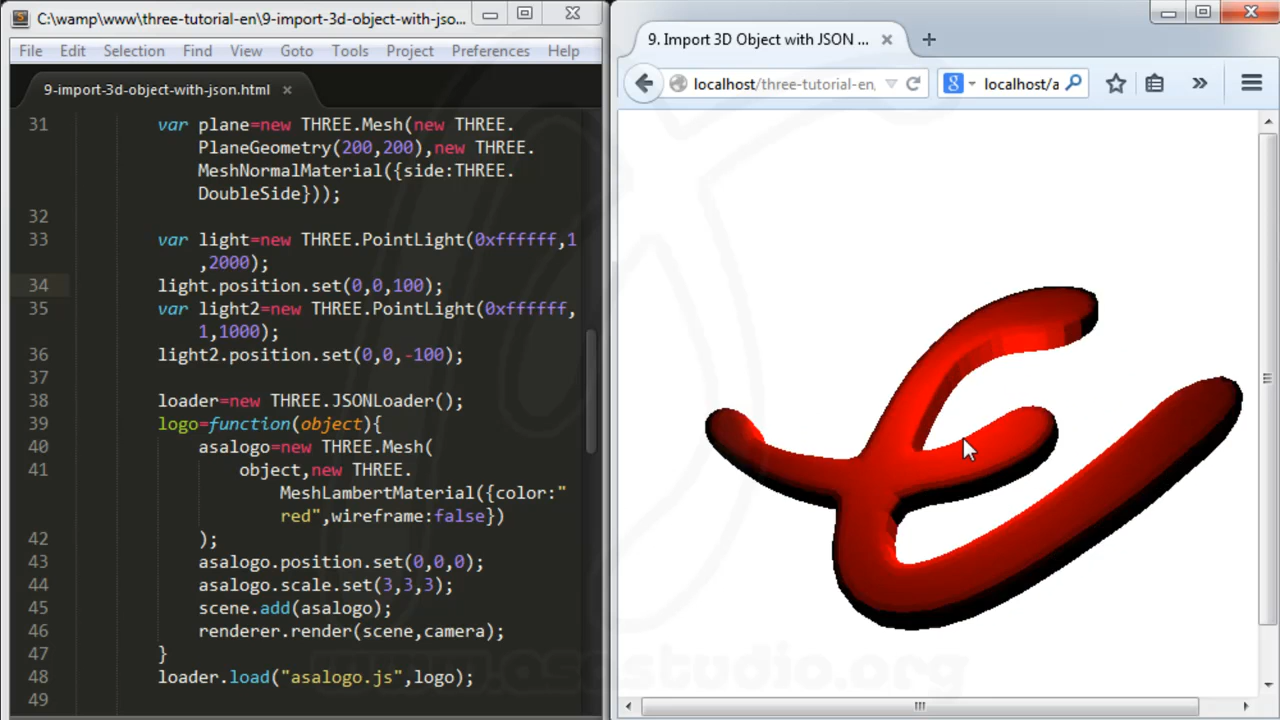 C:\wamp\www\three-tutorial-en\9-import-3d-object-with-jso...
File Edit Selection Find View Goto Tools Project Preferences Help
9-import-3d-object-with-json.html
31 var plane=new THREE.Mesh(new THREE.
PlaneGeometry(200,200),new THREE.
MeshNormalMaterial({side:THREE.
DoubleSide}));
32
33 var light=new THREE.PointLight(0xffffff,1
,2000);
34 light.position.set(0,0,100);
35 var light2=new THREE.PointLight(0xffffff,
1,1000);
36 light2.position.set(0,0,-100);
37
38 loader=new THREE.JSONLoader();
39 logo=function(object){
40 asalogo=new THREE.Mesh(
41 object,new THREE.
MeshLambertMaterial({color:"
red",wireframe:false})
42 );
43 asalogo.position.set(0,0,0);
44 asalogo.scale.set(3,3,3);
45 scene.add(asalogo);
46 renderer.render(scene,camera);
47 }
48 loader.load("asalogo.js",logo);
49
9. Import 3D Object with JSON ...
localhost/three-tutorial-en,
8 localhost/a
www.asastudio.org